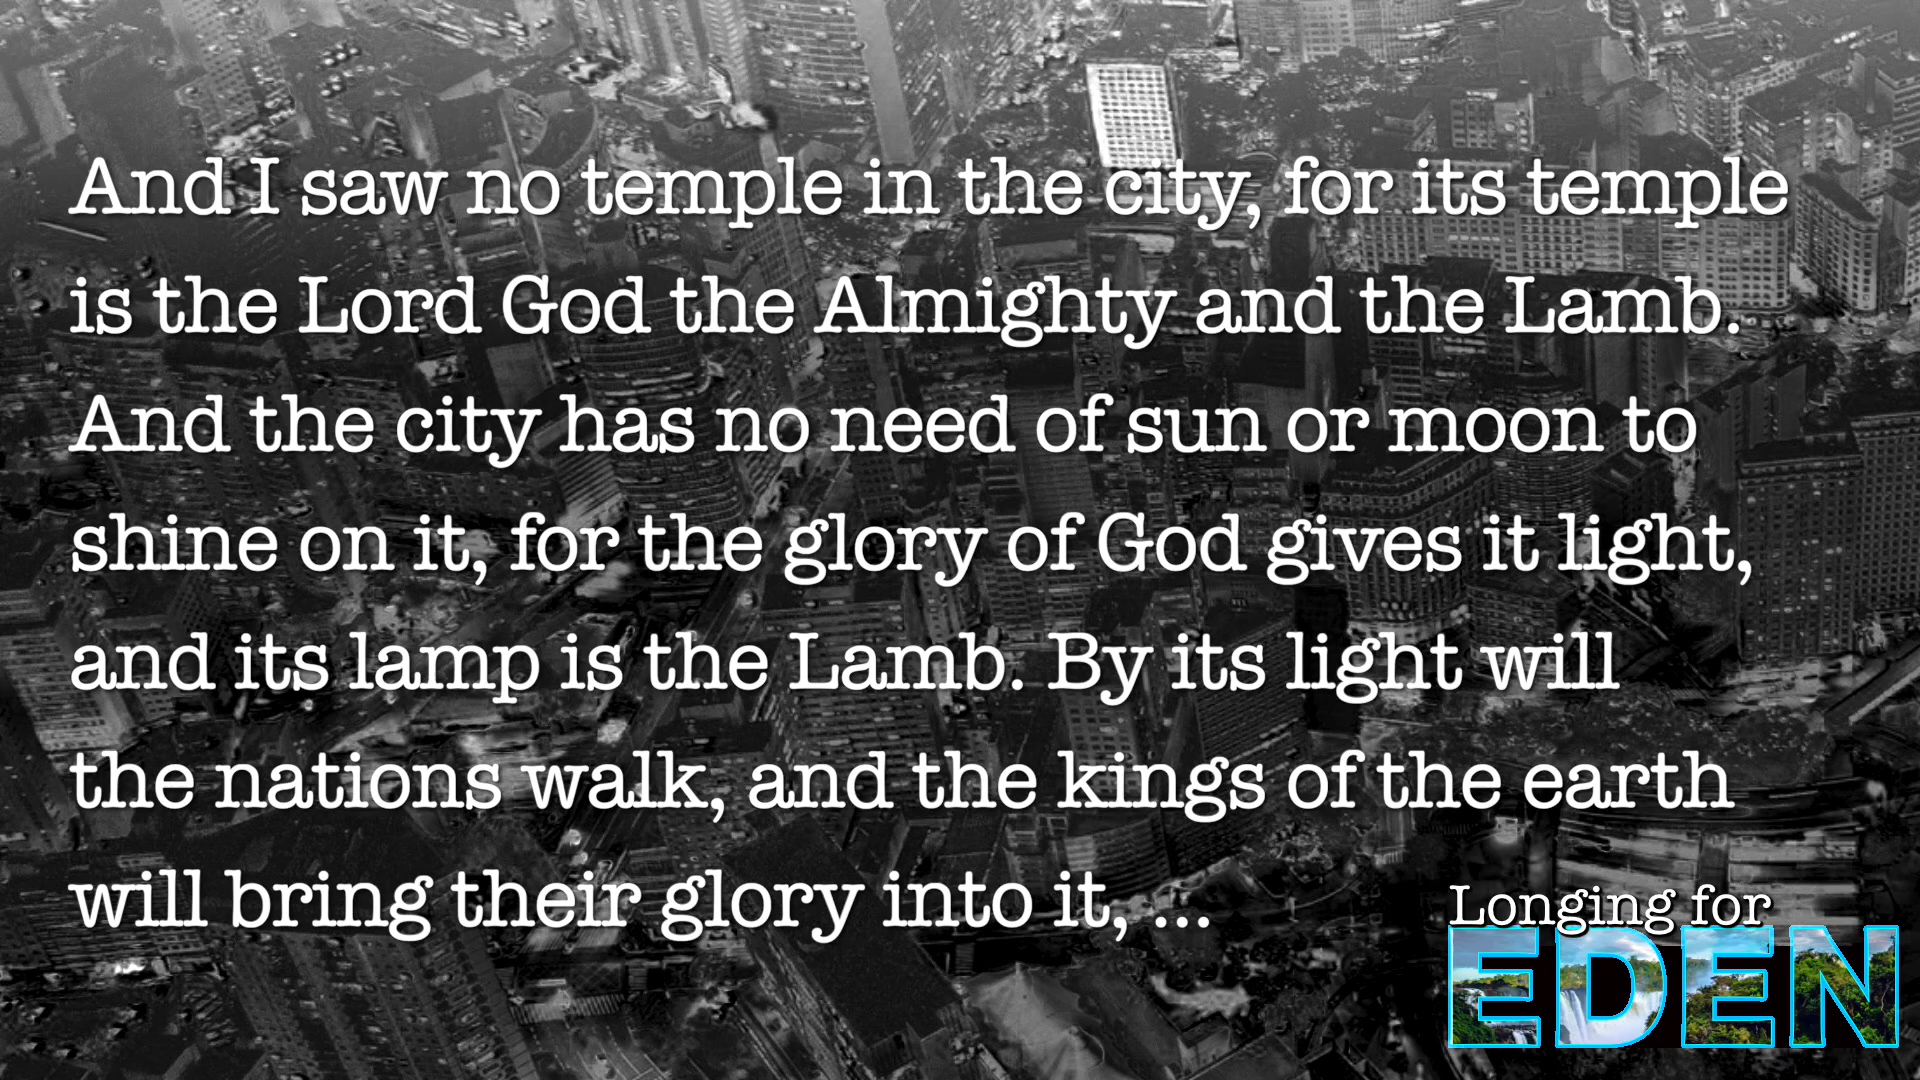 And I saw no temple in the city, for its temple
is the Lord God the Almighty and the Lamb.
And the city has no need of sun or moon to
shine on it, for the glory of God gives it light,
and its lamp is the Lamb. By its light will
the nations walk, and the kings of the earth
will bring their glory into it, ...
Longing for
EDEN